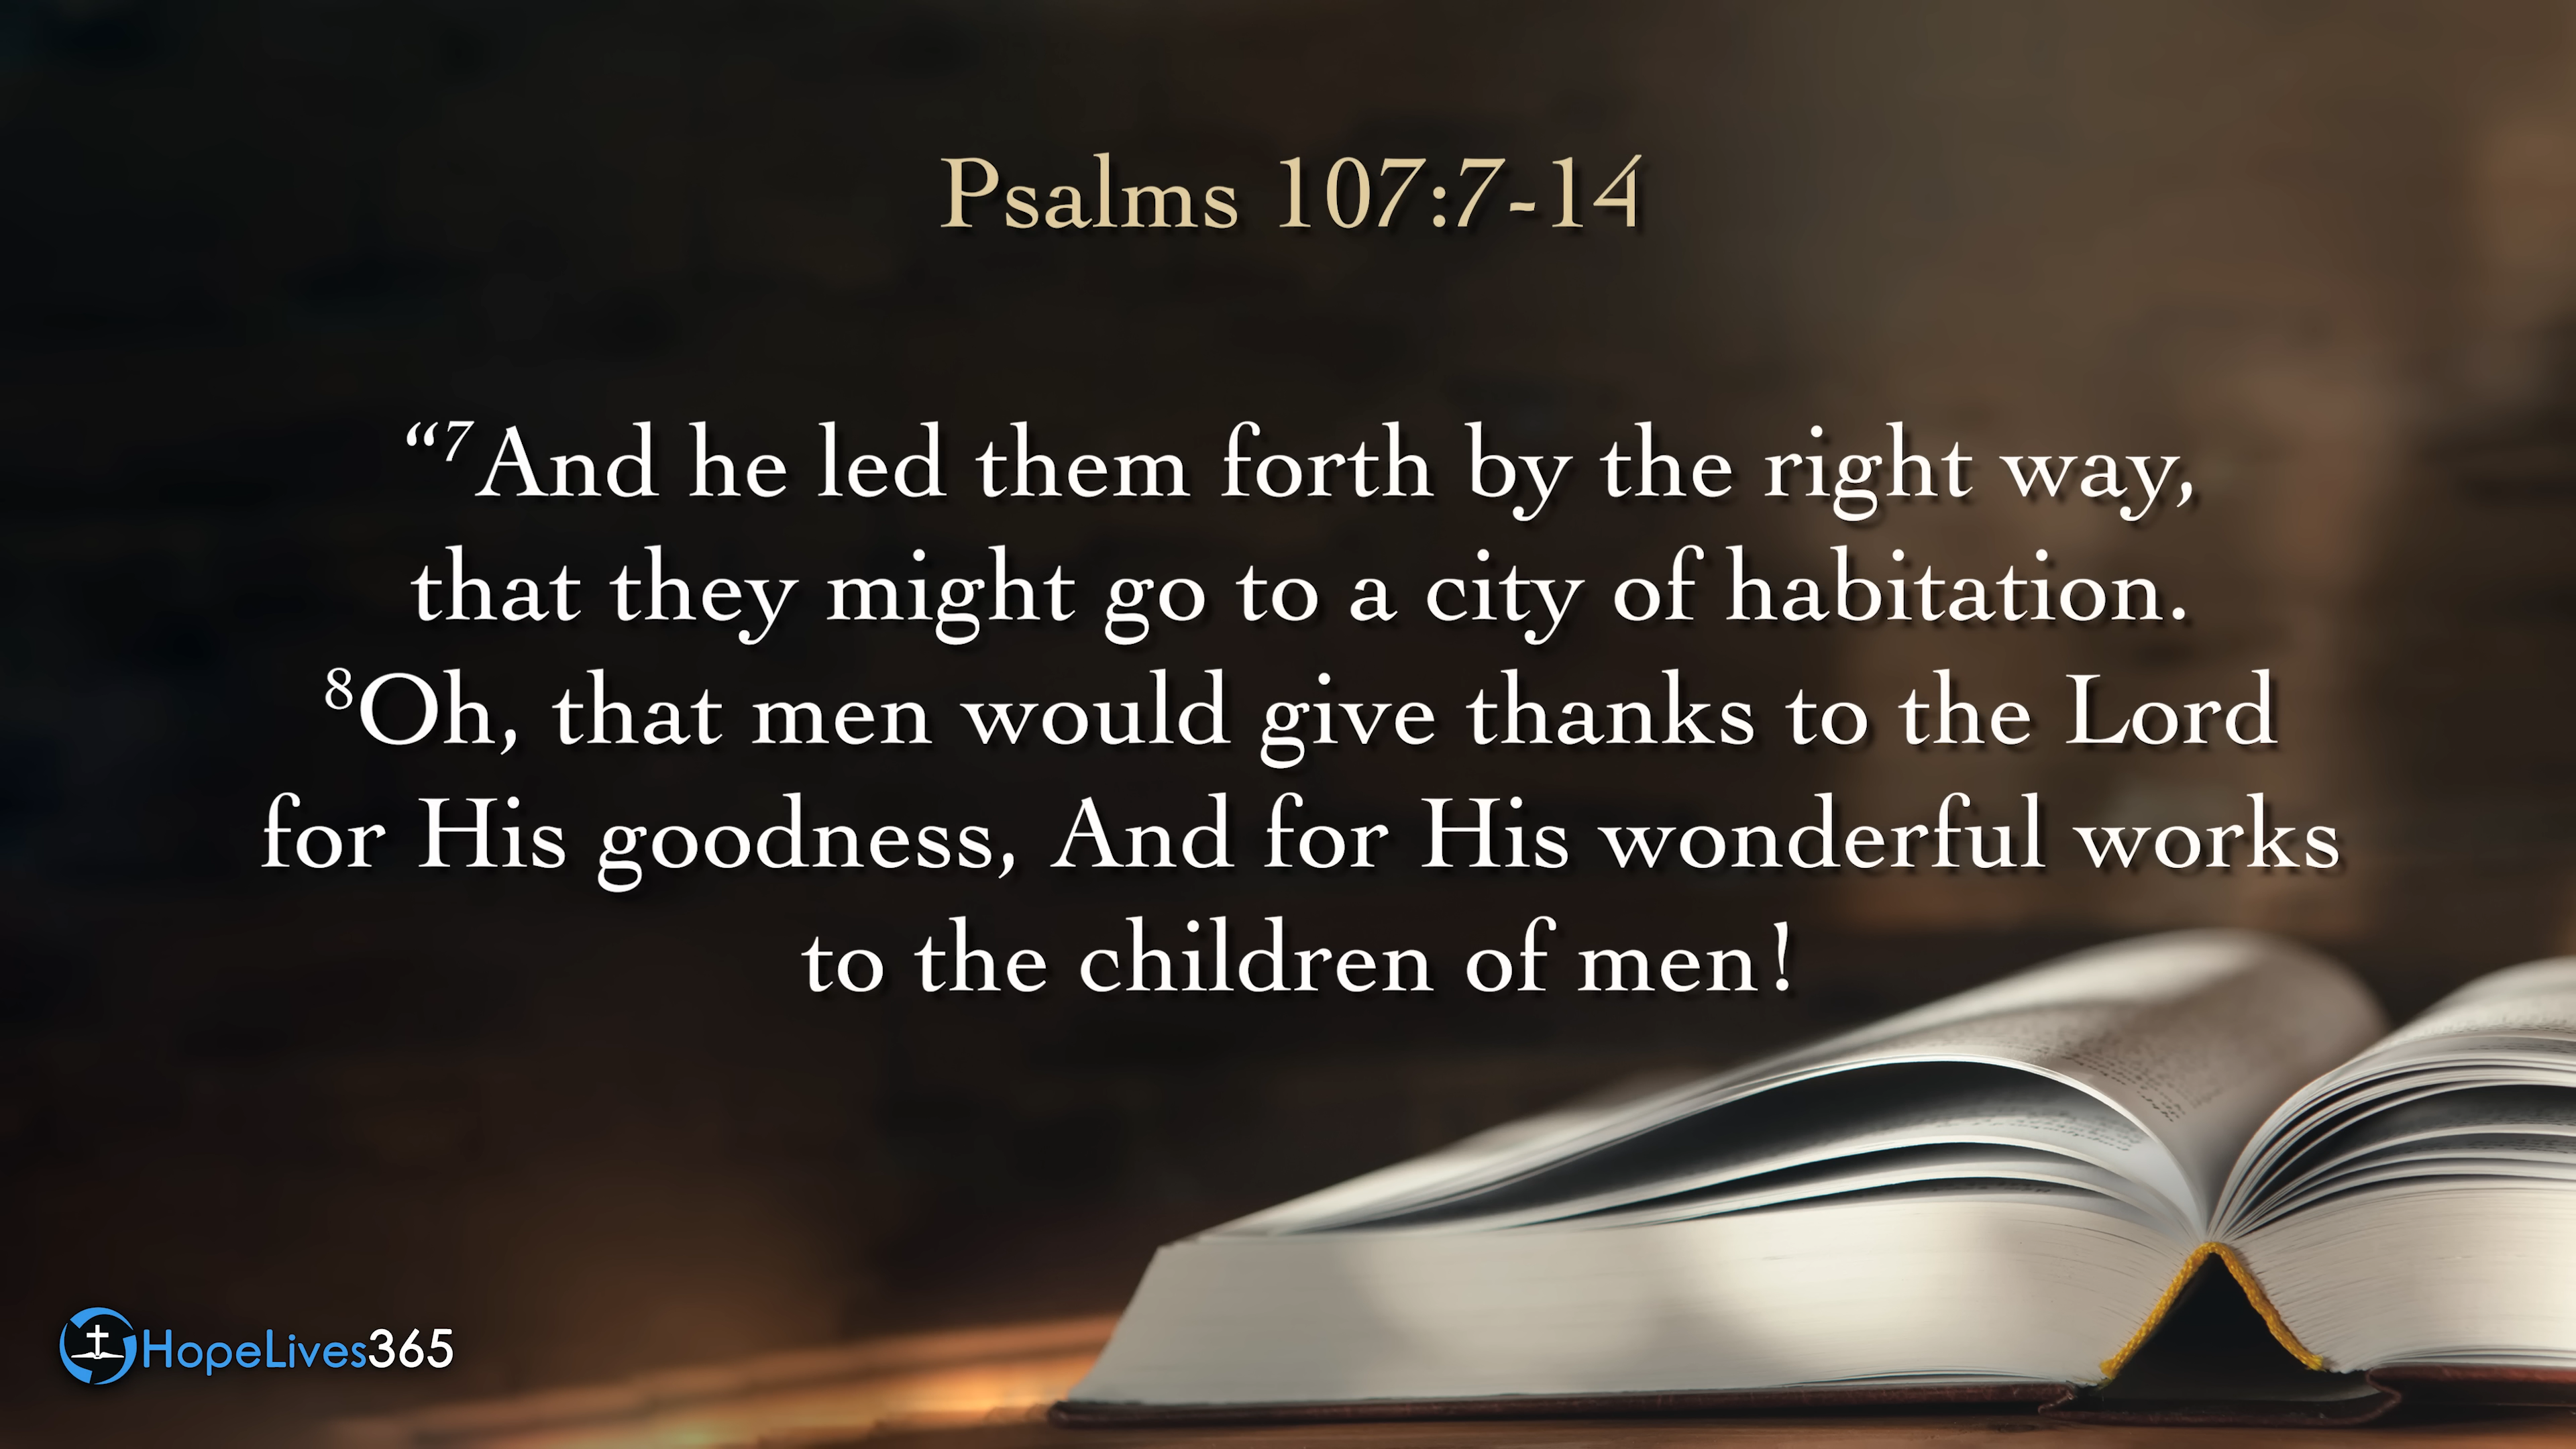 Psalms 107:7-14
“⁷And he led them forth by the right way,
that they might go to a city of habitation.
⁸Oh, that men would give thanks to the Lord
for His goodness, And for His wonderful works
to the children of men!
HopeLives365